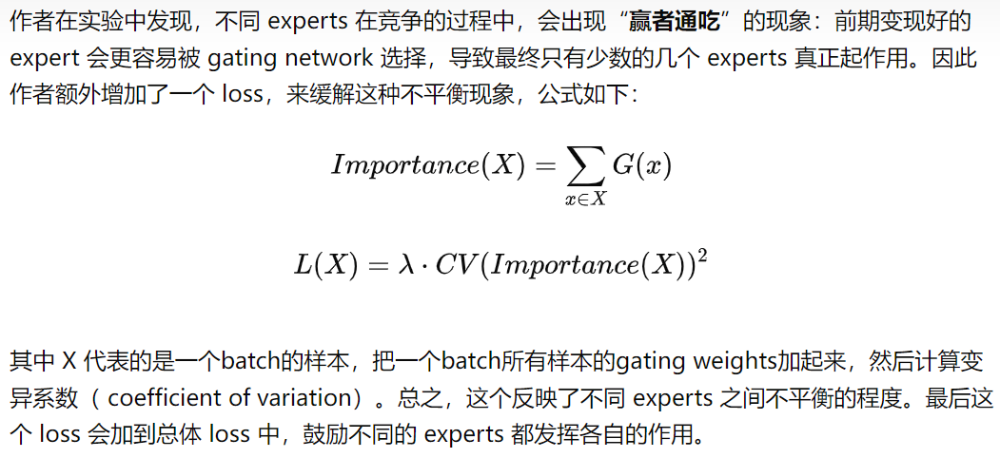 作者在实验中发现，不同 experts 在竞争的过程中，会出现“赢者通吃”的现象：前期变现好的
expert 会更容易被 gating network 选择，导致最终只有少数的几个 experts 真正起作用。因此
作者额外增加了一个 loss，来缓解这种不平衡现象，公式如下：
Importance(X) = ∑_{x∈X} G(x)
L(X) = λ · CV(Importance(X))²
其中 X 代表的是一个batch的样本，把一个batch所有样本的gating weights加起来，然后计算变
异系数（ coefficient of variation）。总之，这个反映了不同 experts 之间不平衡的程度。最后这
个 loss 会加到总体 loss 中，鼓励不同的 experts 都发挥各自的作用。